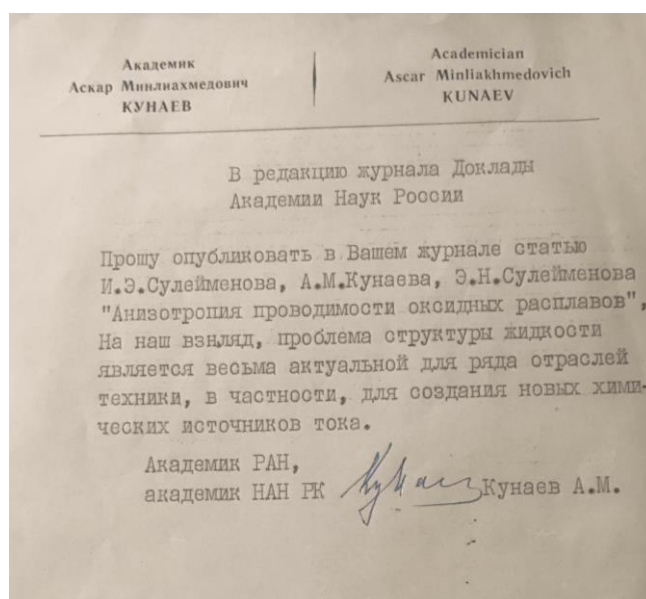 Академик
Аскар Минлиахмедович
КУНАЕВ
Academician
Ascar Minliakhmedovich
KUNAEV
В редакцию журнала Доклады
Академии Наук России
Прошу опубликовать в Вашем журнале статью
И.Э.Сулейменова, А.М.Кунаева, Э.Н.Сулейменова
"Анизотропия проводимости оксидных расплавов",
На наш взнляд, проблема структуры жидкости
является весьма актуальной для ряда отраслей
техники, в частности, для создания новых хими-
ческих источников тока.
Академик РАН,
академик НАН РК Кунаев Кунаев А.М.